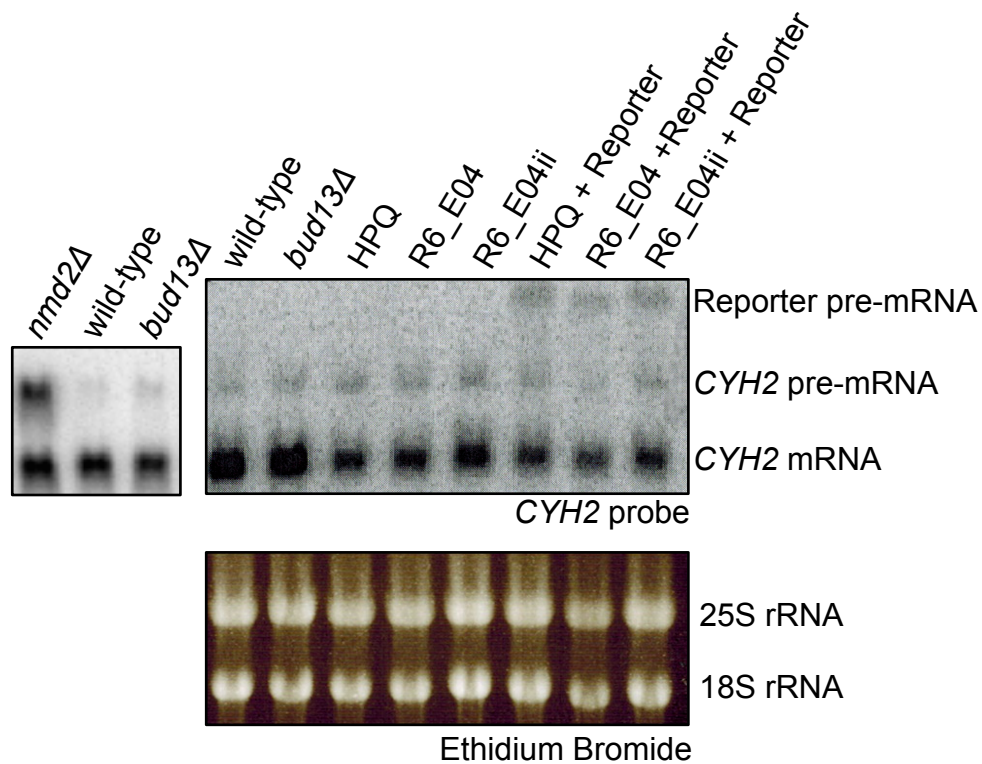 nmd2Δ
wild-type
bud13Δ
wild-type
bud13Δ
HPQ
R6_E04
R6_E04ii
HPQ + Reporter
R6_E04 +Reporter
R6_E04ii + Reporter
Reporter pre-mRNA
CYH2 pre-mRNA
CYH2 mRNA
CYH2 probe
25S rRNA
18S rRNA
Ethidium Bromide